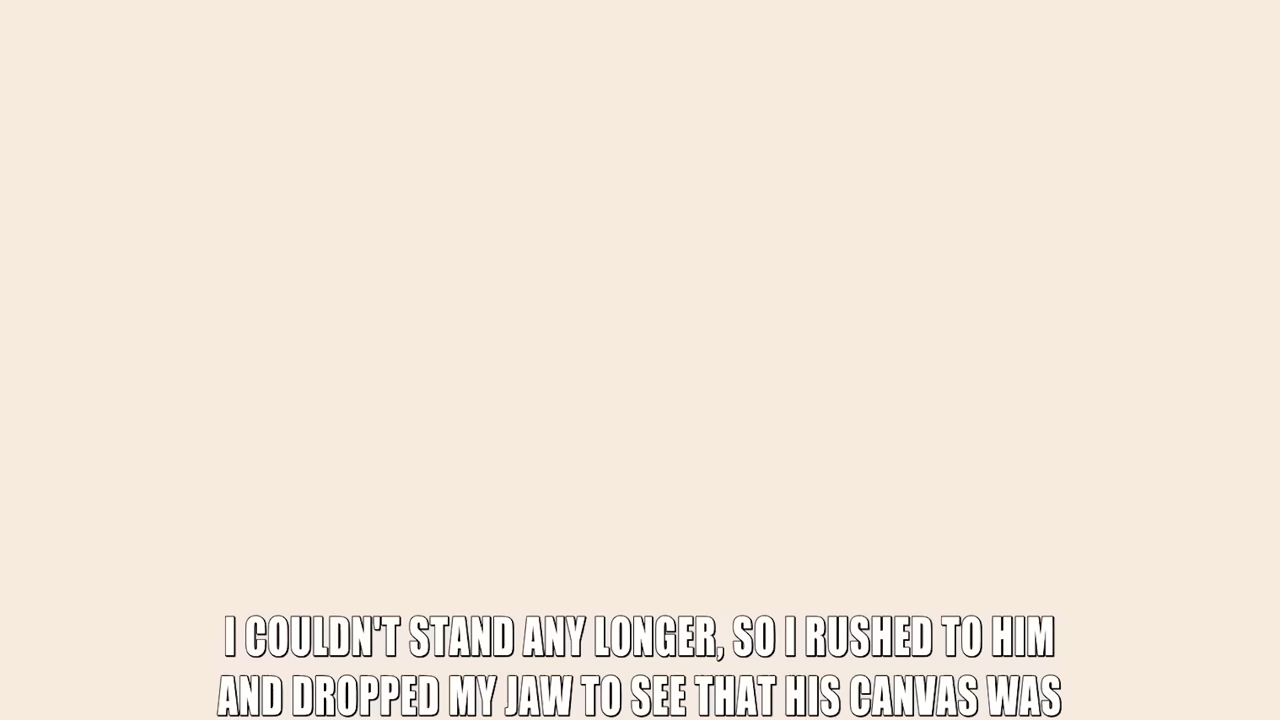 I COULDN'T STAND ANY LONGER, SO I RUSHED TO HIM
AND DROPPED MY JAW TO SEE THAT HIS CANVAS WAS